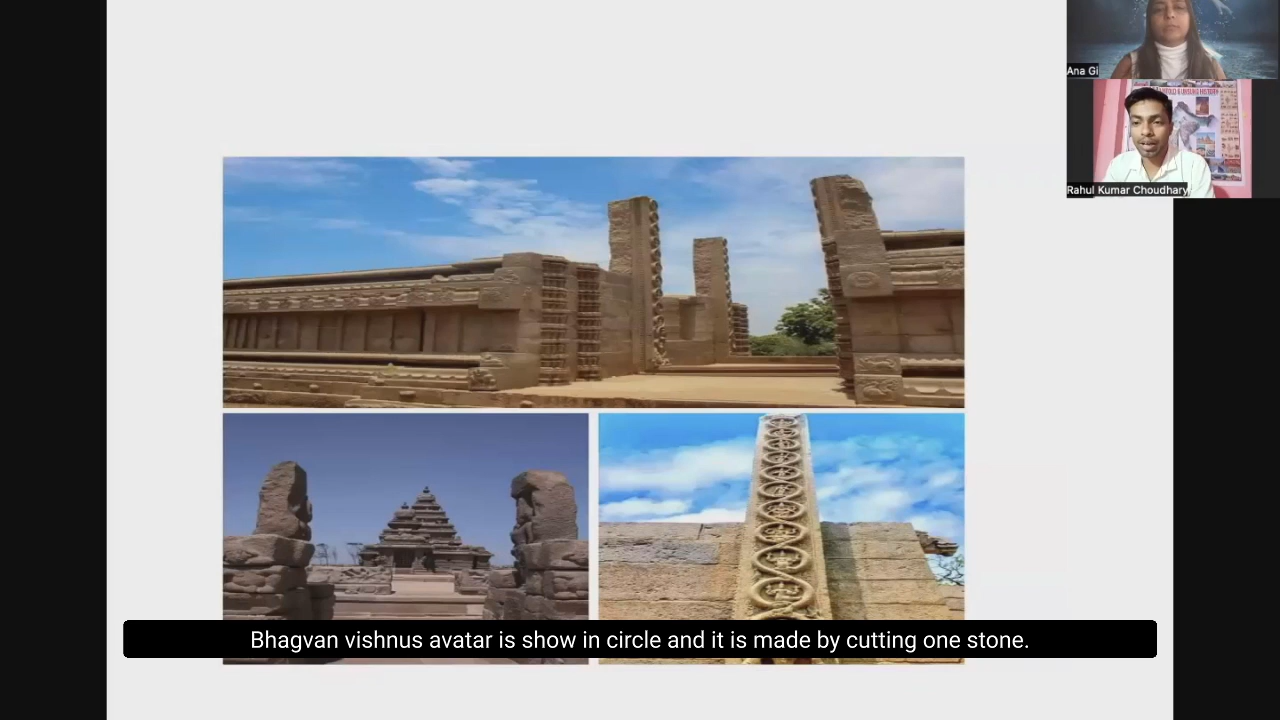 Ana Gi
Rahul Kumar Choudhary
Bhagvan vishnus avatar is show in circle and it is made by cutting one stone.